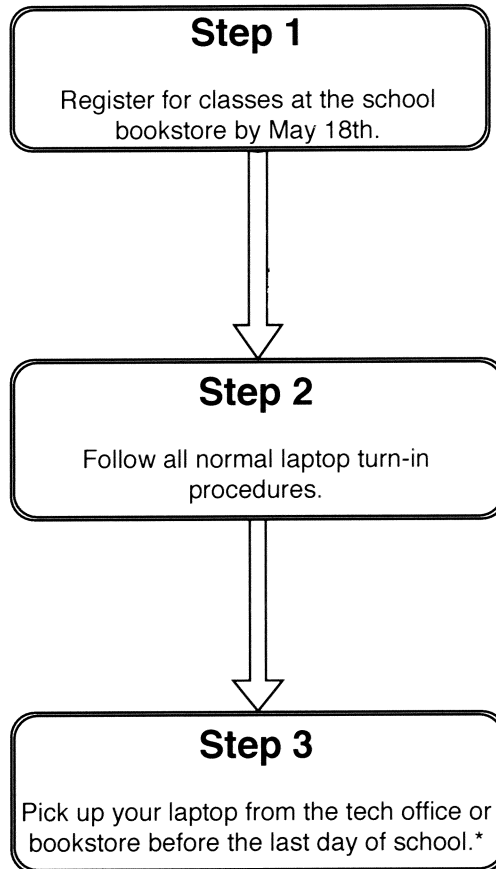 Step 1
Register for classes at the school
bookstore by May 18th.
Step 2
Follow all normal laptop turn-in
procedures.
Step 3
Pick up your laptop from the tech office or
bookstore before the last day of school.*